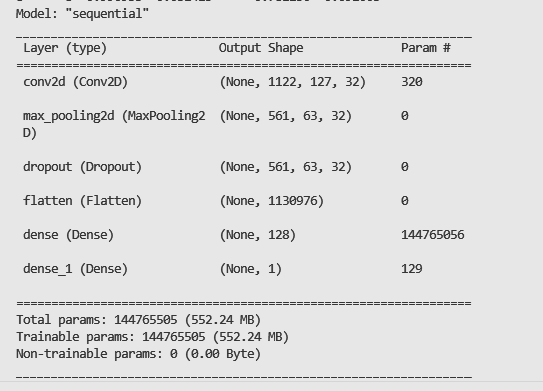 Model: "sequential"
_________________________________________________________________
Layer (type) Output Shape Param #
=================================================================
conv2d (Conv2D) (None, 1122, 127, 32) 320
max_pooling2d (MaxPooling2 (None, 561, 63, 32) 0
D)
dropout (Dropout) (None, 561, 63, 32) 0
flatten (Flatten) (None, 1130976) 0
dense (Dense) (None, 128) 144765056
dense_1 (Dense) (None, 1) 129
=================================================================
Total params: 144765505 (552.24 MB)
Trainable params: 144765505 (552.24 MB)
Non-trainable params: 0 (0.00 Byte)
_________________________________________________________________